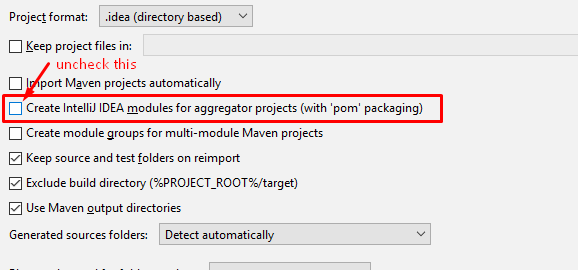 Project format: .idea (directory based)
Keep project files in:
uncheck this
Import Maven projects automatically
Create IntelliJ IDEA modules for aggregator projects (with 'pom' packaging)
Create module groups for multi-module Maven projects
Keep source and test folders on reimport
Exclude build directory (%PROJECT_ROOT%/target)
Use Maven output directories
Generated sources folders: Detect automatically